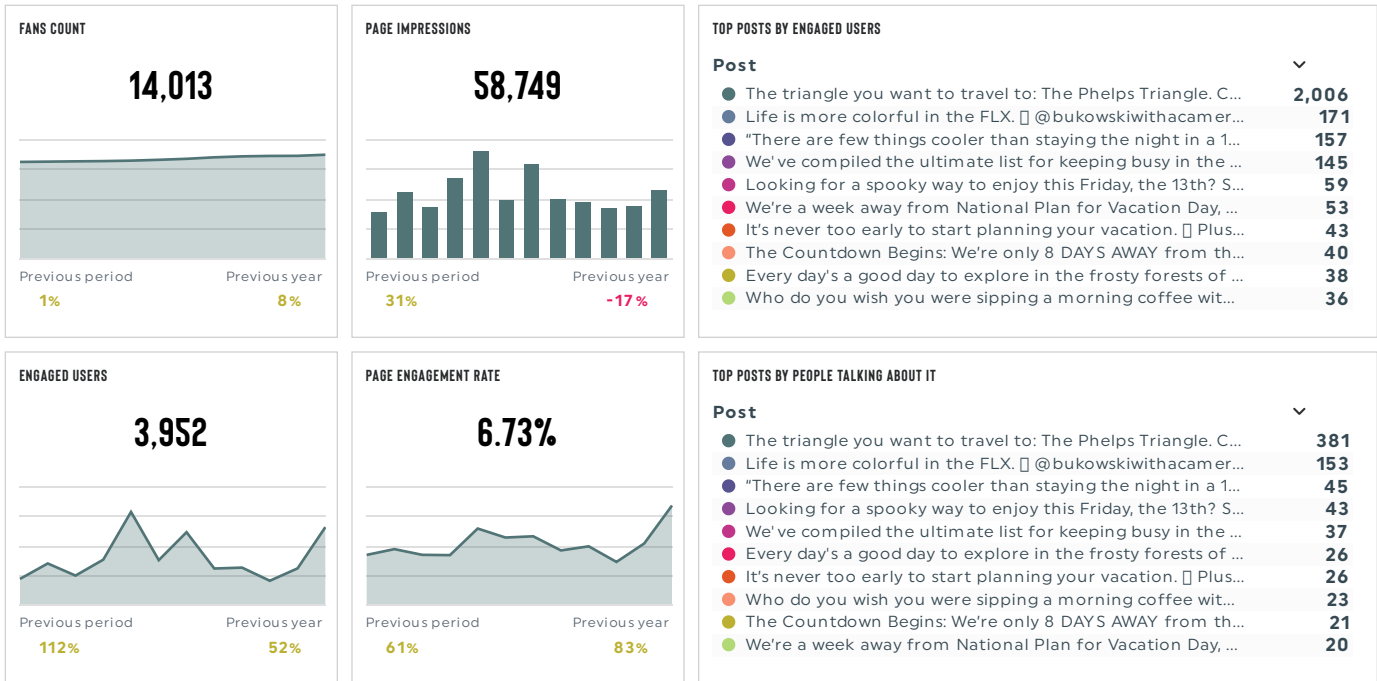 FANS COUNT
14,013
Previous period Previous year
1% 8%
PAGE IMPRESSIONS
58,749
Previous period Previous year
31% -17%
TOP POSTS BY ENGAGED USERS
Post
The triangle you want to travel to: The Phelps Triangle. C... 2,006
Life is more colorful in the FLX. ▯ @bukowskiwithacamer... 171
“There are few things cooler than staying the night in a 1... 157
We've compiled the ultimate list for keeping busy in the ... 145
Looking for a spooky way to enjoy this Friday, the 13th? S... 59
We’re a week away from National Plan for Vacation Day, ... 53
It’s never too early to start planning your vacation. ▯ Plus... 43
The Countdown Begins: We’re only 8 DAYS AWAY from th... 40
Every day's a good day to explore in the frosty forests of ... 38
Who do you wish you were sipping a morning coffee wit... 36
ENGAGED USERS
3,952
Previous period Previous year
112% 52%
PAGE ENGAGEMENT RATE
6.73%
Previous period Previous year
61% 83%
TOP POSTS BY PEOPLE TALKING ABOUT IT
Post
The triangle you want to travel to: The Phelps Triangle. C... 381
Life is more colorful in the FLX. ▯ @bukowskiwithacamer... 153
“There are few things cooler than staying the night in a 1... 45
Looking for a spooky way to enjoy this Friday, the 13th? S... 43
We've compiled the ultimate list for keeping busy in the ... 37
Every day's a good day to explore in the frosty forests of ... 26
It’s never too early to start planning your vacation. ▯ Plus... 26
Who do you wish you were sipping a morning coffee wit... 23
The Countdown Begins: We’re only 8 DAYS AWAY from th... 21
We’re a week away from National Plan for Vacation Day, ... 20